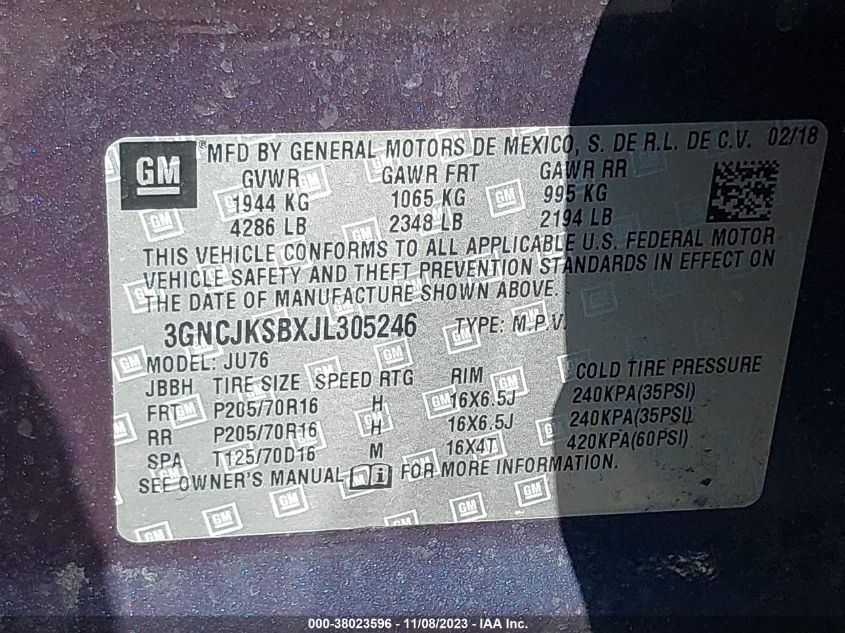 GM
®MFD BY GENERAL MOTORS DE MEXICO, S. DE R.L. DE C.V. 02/18
GVWR GAWR FRT GAWR RR
1944 KG 1065 KG 995 KG
4286 LB 2348 LB 2194 LB
THIS VEHICLE CONFORMS TO ALL APPLICABLE U.S. FEDERAL MOTOR
VEHICLE SAFETY AND THEFT PREVENTION STANDARDS IN EFFECT ON
THE DATE OF MANUFACTURE SHOWN ABOVE.
3GNCJKSBXJL305246 TYPE: M.P.V.
MODEL: JU76
JBBH TIRE SIZE SPEED RTG RIM COLD TIRE PRESSURE
FRT P205/70R16 H 16X6.5J 240KPA(35PSI)
RR P205/70R16 H 16X6.5J 240KPA(35PSI)
SPA T125/70D16 M 16X4T 420KPA(60PSI)
SEE OWNER'S MANUAL FOR MORE INFORMATION.
000-38023596 - 11/08/2023 - IAA Inc.